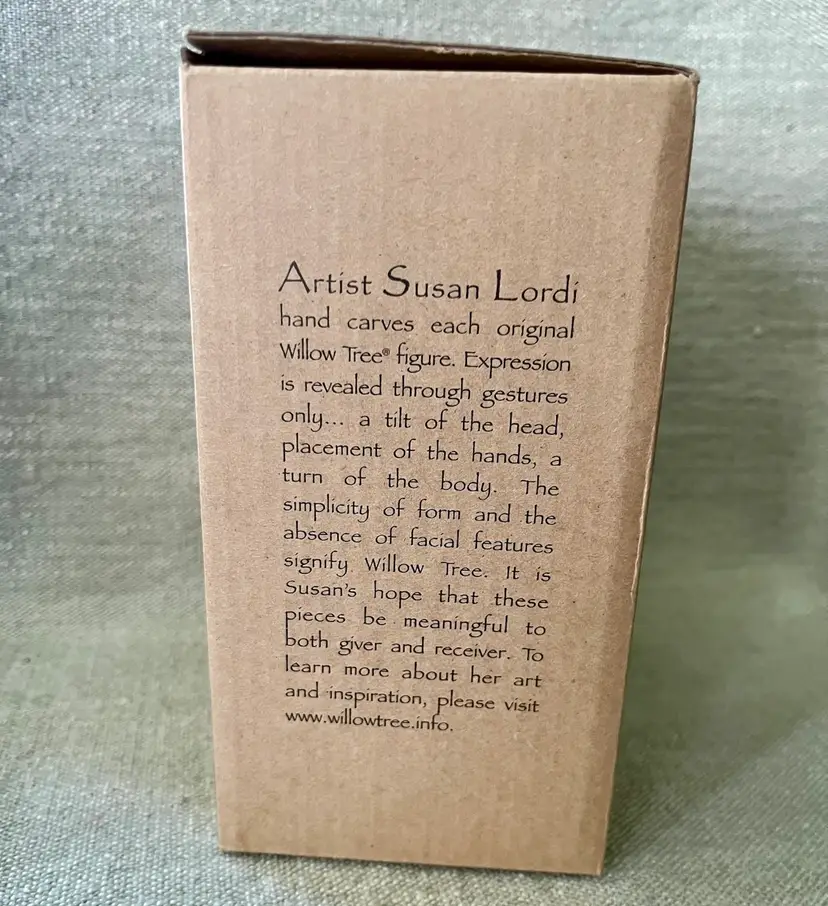 Artist Susan Lordi
hand carves each original
Willow Tree® figure. Expression
is revealed through gestures
only... a tilt of the head,
placement of the hands, a
turn of the body. The
simplicity of form and the
absence of facial features
signify Willow Tree. It is
Susan's hope that these
pieces be meaningful to
both giver and receiver. To
learn more about her art
and inspiration, please visit
www.willowtree.info.